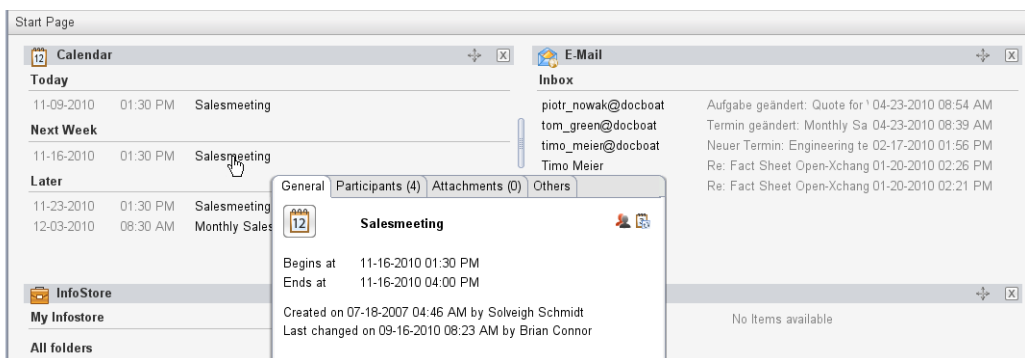 Start Page
Calendar
Today
11-09-2010 01:30 PM Salesmeeting
Next Week
11-16-2010 01:30 PM Salesmeeting
Later
11-23-2010 01:30 PM Salesmeeting
12-03-2010 08:30 AM Monthly Sales
E-Mail
Inbox
piotr_nowak@docboat Aufgabe geändert: Quote for 04-23-2010 08:54 AM
tom_green@docboat Termin geändert: Monthly Sa 04-23-2010 08:39 AM
timo_meier@docboat Neuer Termin: Engineering te 02-17-2010 01:56 PM
Timo Meier Re: Fact Sheet Open-Xchang 01-20-2010 02:26 PM
Re: Fact Sheet Open-Xchang 01-20-2010 02:21 PM
General Participants (4) Attachments (0) Others
12 Salesmeeting
Begins at 11-16-2010 01:30 PM
Ends at 11-16-2010 04:00 PM
Created on 07-18-2007 04:46 AM by Solveigh Schmidt
Last changed on 09-16-2010 08:23 AM by Brian Connor
InfoStore
My Infostore
All folders
No Items available